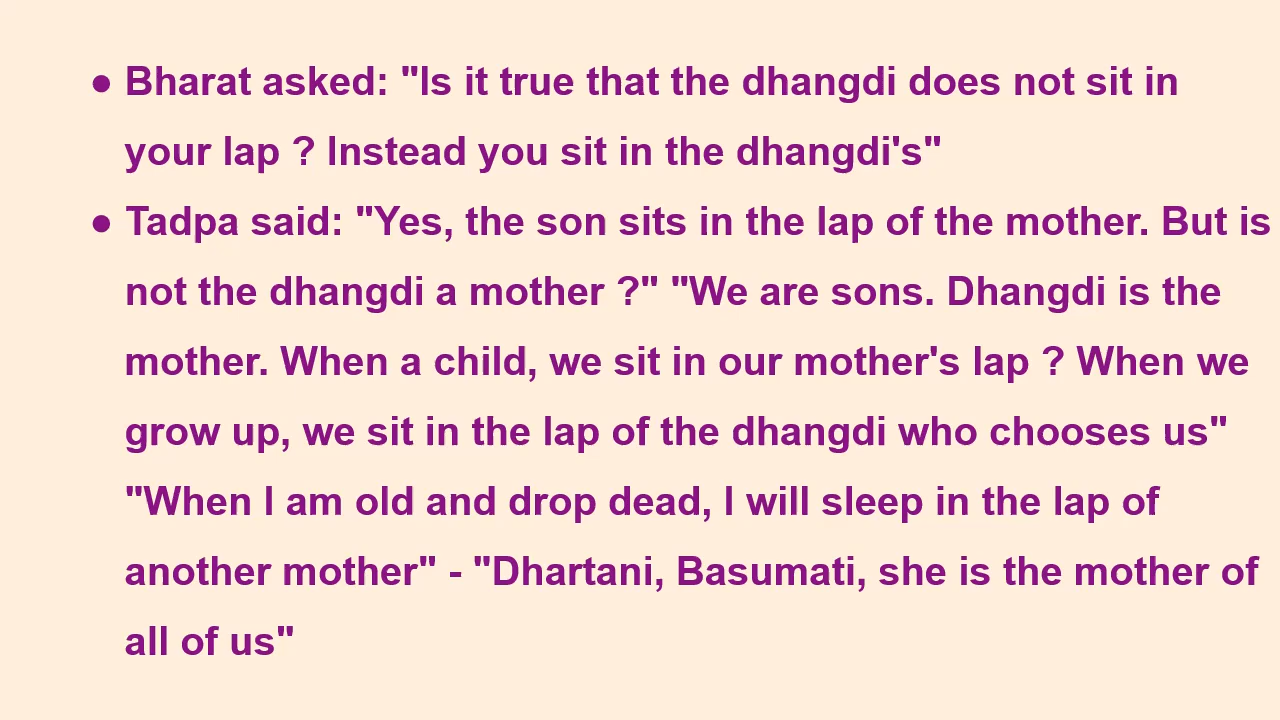 ● Bharat asked: "Is it true that the dhangdi does not sit in
your lap ? Instead you sit in the dhangdi's"
● Tadpa said: "Yes, the son sits in the lap of the mother. But is
not the dhangdi a mother ?" "We are sons. Dhangdi is the
mother. When a child, we sit in our mother's lap ? When we
grow up, we sit in the lap of the dhangdi who chooses us"
"When I am old and drop dead, I will sleep in the lap of
another mother" - "Dhartani, Basumati, she is the mother of
all of us"